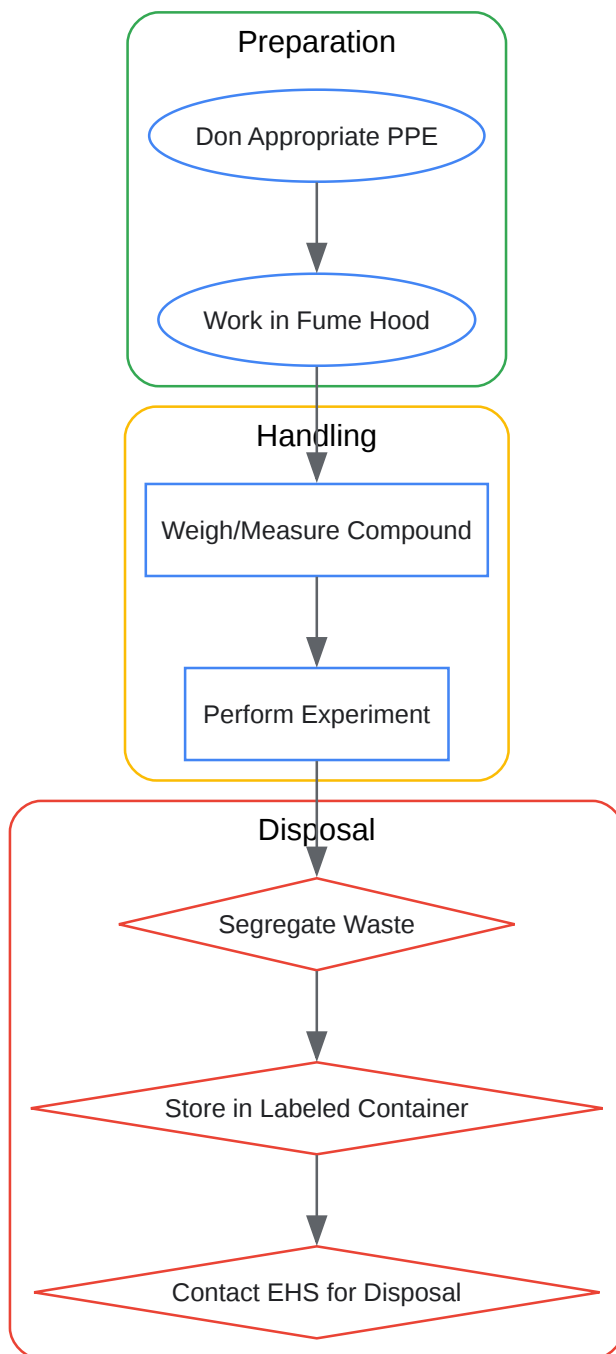 Preparation
Don Appropriate PPE
Work in Fume Hood
Handling
Weigh/Measure Compound
Perform Experiment
Disposal
Segregate Waste
Store in Labeled Container
Contact EHS for Disposal